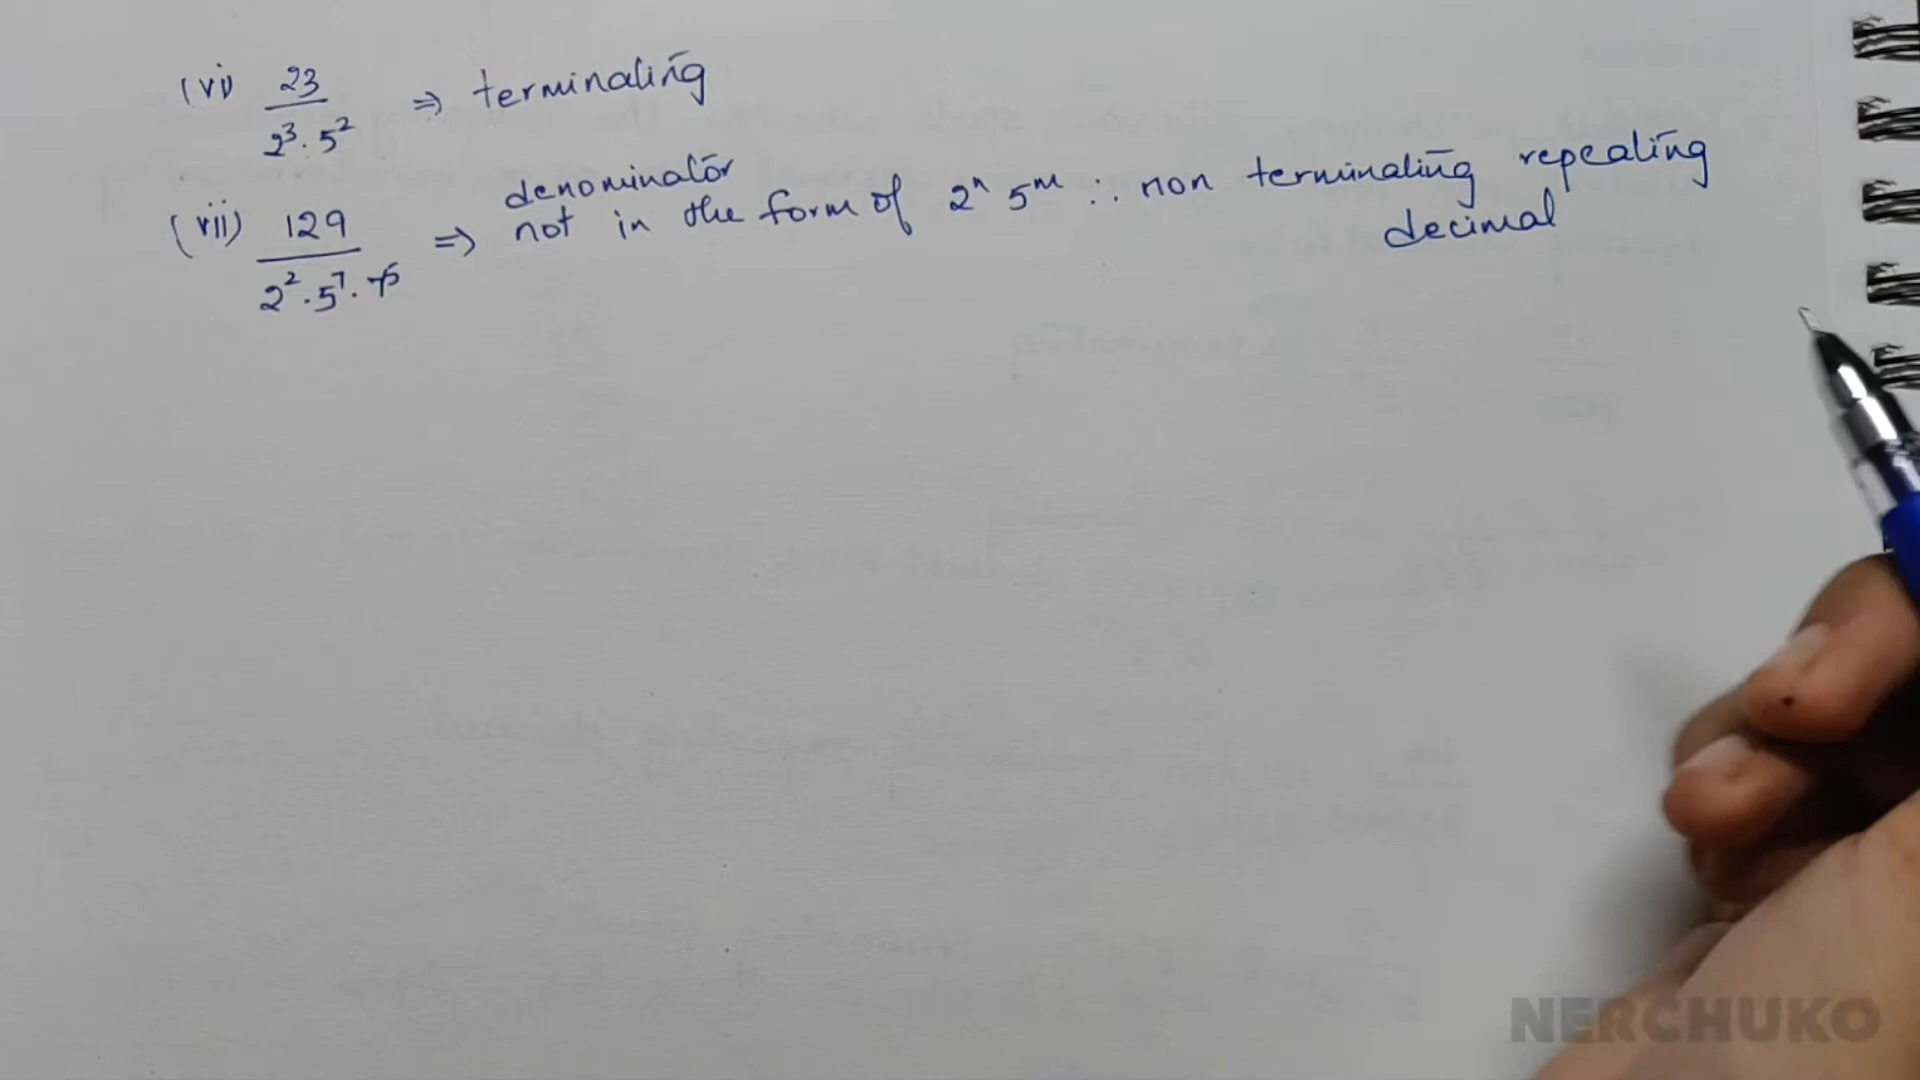 (vi) 23/2³·5² ⇒ terminating
(vii) 129/2²·5⁷·7⁵ ⇒ denominator not in the form of 2ⁿ 5ᵐ ∴ non terminating repeating decimal
NERCHUKO